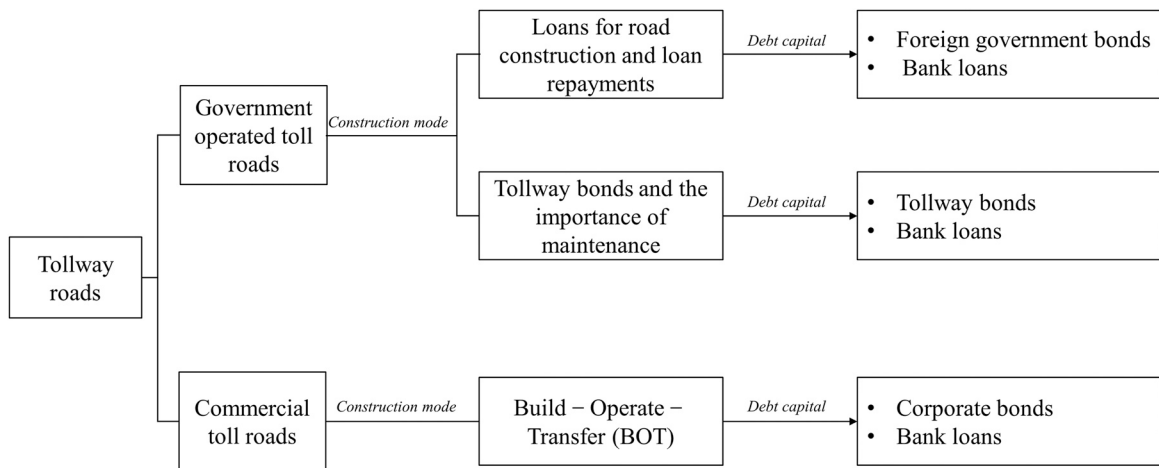 Tollway
roads
Government
operated toll
roads
Construction mode
Loans for road
construction and loan
repayments
Debt capital
• Foreign government bonds
• Bank loans
Tollway bonds and the
importance of
maintenance
Debt capital
• Tollway bonds
• Bank loans
Commercial
toll roads
Construction mode
Build − Operate −
Transfer (BOT)
Debt capital
• Corporate bonds
• Bank loans